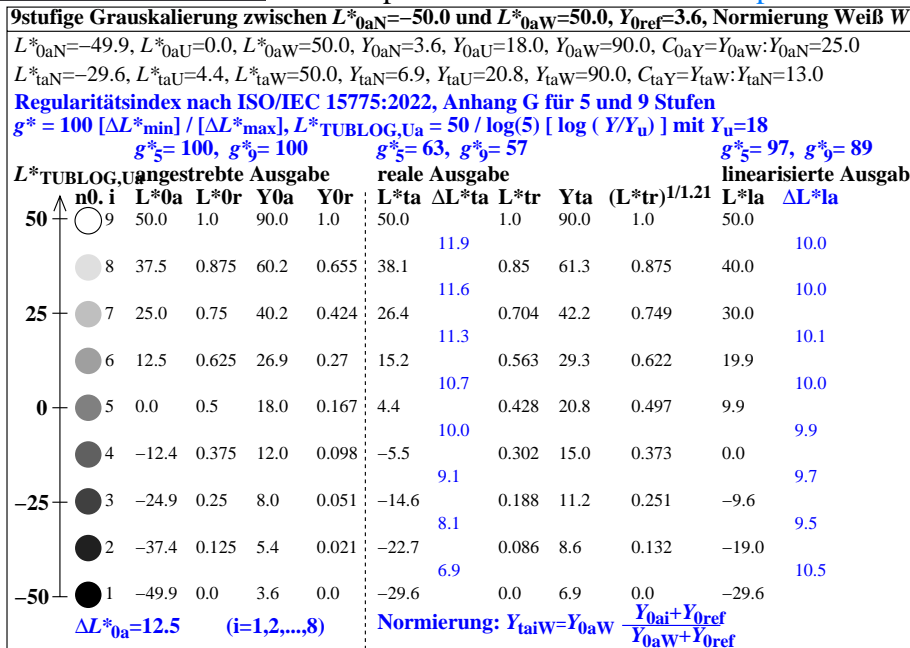 9stufige Grauskalierung zwischen L*0aN=−50.0 und L*0aW=50.0, Y0ref=3.6, Normierung Weiß W
L*0aN=−49.9, L*0aU=0.0, L*0aW=50.0, Y0aN=3.6, Y0aU=18.0, Y0aW=90.0, C0aY=Y0aW:Y0aN=25.0
L*taN=−29.6, L*taU=4.4, L*taW=50.0, YtaN=6.9, YtaU=20.8, YtaW=90.0, CtaY=YtaW:YtaN=13.0
Regularitätsindex nach ISO/IEC 15775:2022, Anhang G für 5 und 9 Stufen
g* = 100 [ΔL*min] / [ΔL*max], L*TUBLOG,Ua = 50 / log(5) [ log ( Y/Yu) ] mit Yu=18
g*5= 100, g*9= 100 g*5= 63, g*9= 57 g*5= 97, g*9= 89
L*TUBLOG,Ua angestrebte Ausgabe reale Ausgabe linearisierte Ausgab
n0. i L*0a L*0r Y0a Y0r L*ta ΔL*ta L*tr Yta (L*tr)1/1.21 L*la ΔL*la
50 9 50.0 1.0 90.0 1.0 50.0 1.0 90.0 1.0 50.0
11.9 10.0
8 37.5 0.875 60.2 0.655 38.1 0.85 61.3 0.875 40.0
11.6 10.0
25 7 25.0 0.75 40.2 0.424 26.4 0.704 42.2 0.749 30.0
11.3 10.1
6 12.5 0.625 26.9 0.27 15.2 0.563 29.3 0.622 19.9
10.7 10.0
0 5 0.0 0.5 18.0 0.167 4.4 0.428 20.8 0.497 9.9
10.0 9.9
4 −12.4 0.375 12.0 0.098 −5.5 0.302 15.0 0.373 0.0
9.1 9.7
−25 3 −24.9 0.25 8.0 0.051 −14.6 0.188 11.2 0.251 −9.6
8.1 9.5
2 −37.4 0.125 5.4 0.021 −22.7 0.086 8.6 0.132 −19.0
6.9 10.5
−50 1 −49.9 0.0 3.6 0.0 −29.6 0.0 6.9 0.0 −29.6
ΔL*0a=12.5 (i=1,2,...,8) Normierung: YtaiW=Y0aW Y0ai+Y0ref
Y0aW+Y0ref